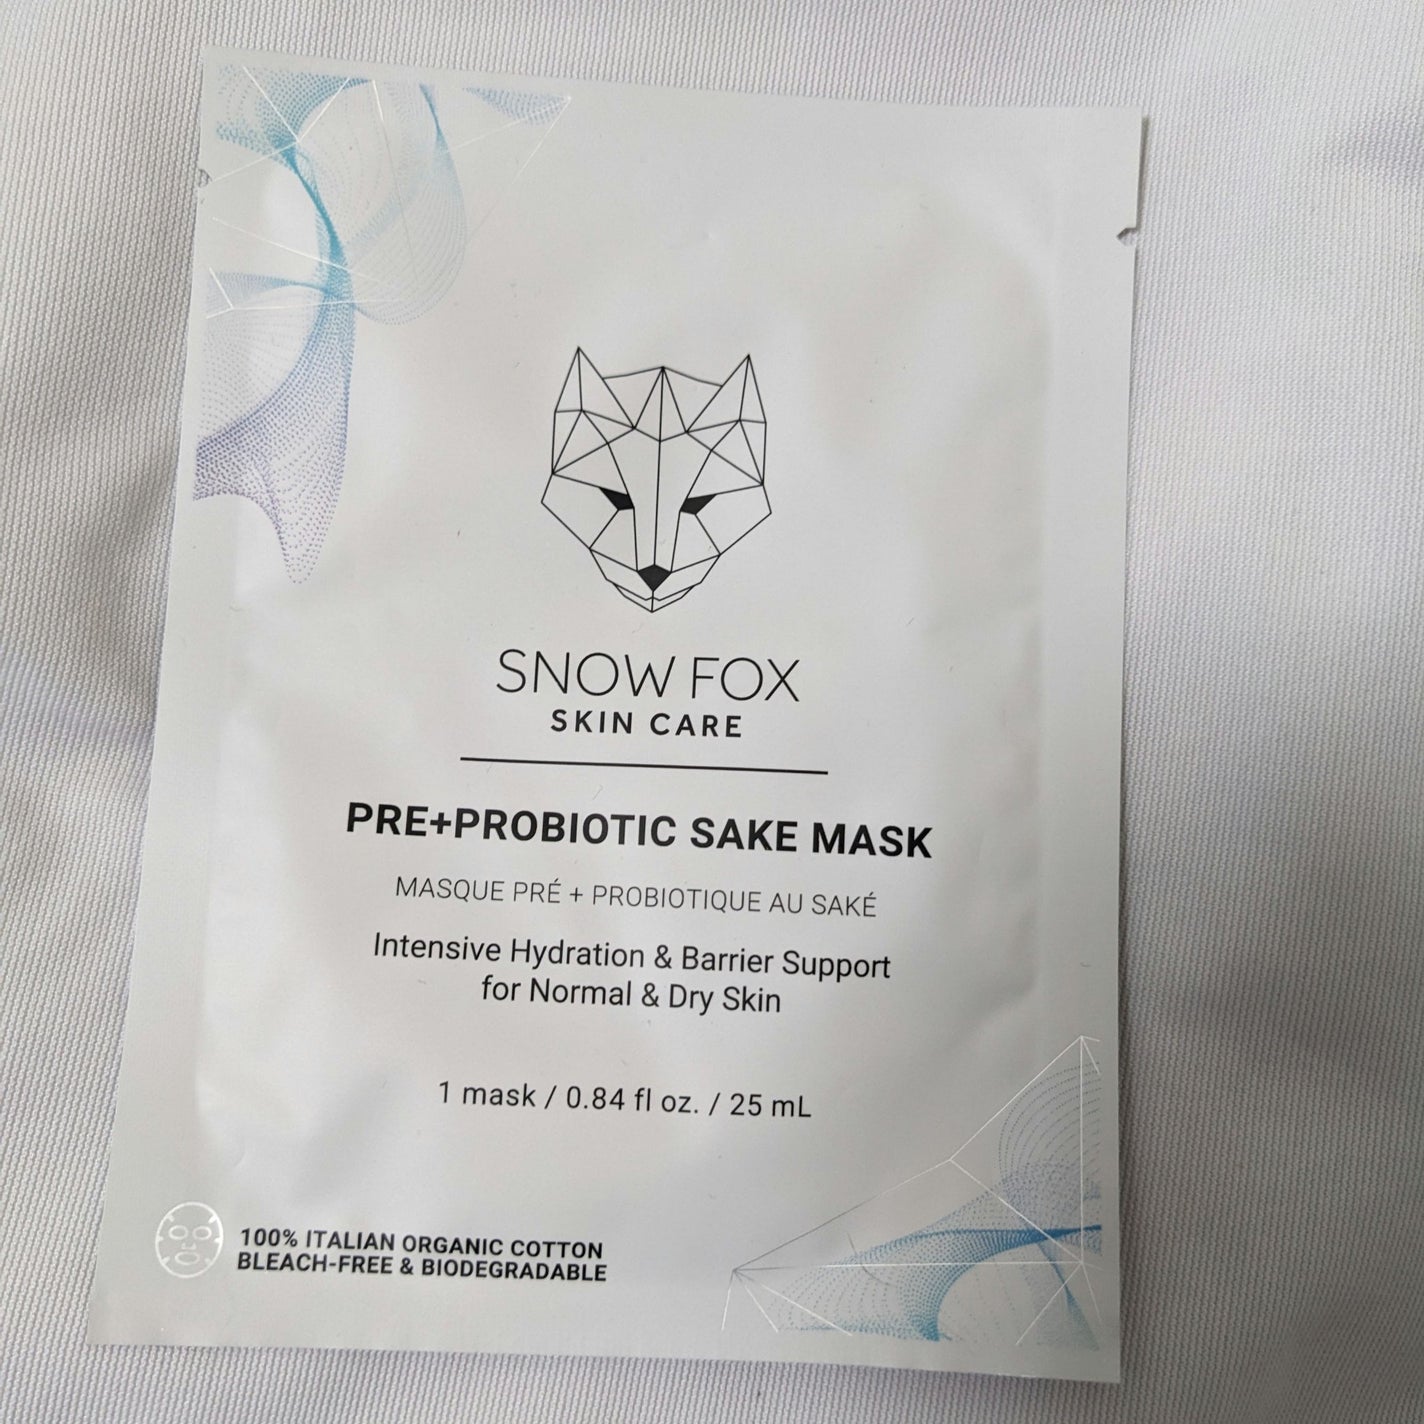 SNOW FOX
SKIN CARE
PRE+PROBIOTIC SAKE MASK
MASQUE PRÉ + PROBIOTIQUE AU SAKÉ
Intensive Hydration & Barrier Support
for Normal & Dry Skin
1 mask / 0.84 fl oz. / 25 mL
100% ITALIAN ORGANIC COTTON
BLEACH-FREE & BIODEGRADABLE